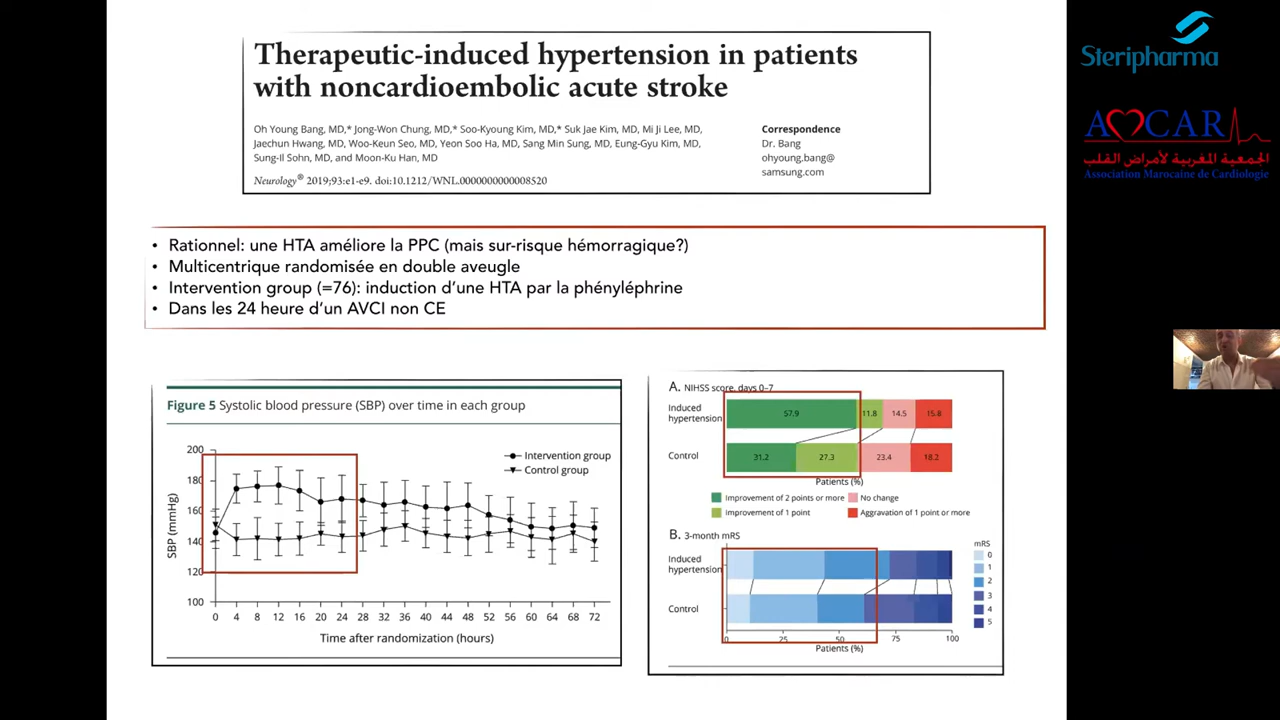 Therapeutic-induced hypertension in patients
with noncardioembolic acute stroke
Oh Young Bang, MD,* Jong-Won Chung, MD,* Soo-Kyoung Kim, MD,* Suk Jae Kim, MD, Mi Ji Lee, MD,
Jaechun Hwang, MD, Woo-Keun Seo, MD, Yeon Soo Ha, MD, Sang Min Sung, MD, Eung-Gyu Kim, MD,
Sung-Il Sohn, MD, and Moon-Ku Han, MD
Correspondence
Dr. Bang
ohyoung.bang@
samsung.com
Neurology® 2019;93:e1-e9. doi:10.1212/WNL.0000000000008520
Steripharma
AMCAR
الجمعية المغربية لأمراض القلب
Association Marocaine de Cardiologie
• Rationnel: une HTA améliore la PPC (mais sur-risque hémorragique?)
• Multicentrique randomisée en double aveugle
• Intervention group (=76): induction d'une HTA par la phényléphrine
• Dans les 24 heure d'un AVCI non CE
Figure 5 Systolic blood pressure (SBP) over time in each group
Intervention group
Control group
SBP (mmHg)
200
180
160
140
120
100
0 4 8 12 16 20 24 28 32 36 40 44 48 52 56 60 64 68 72
Time after randomization (hours)
A. NIHSS score, days 0–7
Induced
hypertension
57.9 11.8 14.5 15.8
Control
31.2 27.3 23.4 18.2
Patients (%)
Improvement of 2 points or more
No change
Improvement of 1 point
Aggravation of 1 point or more
B. 3-month mRS
Induced
hypertension
Control
0 25 50 75 100
Patients (%)
mRS
0
1
2
3
4
5